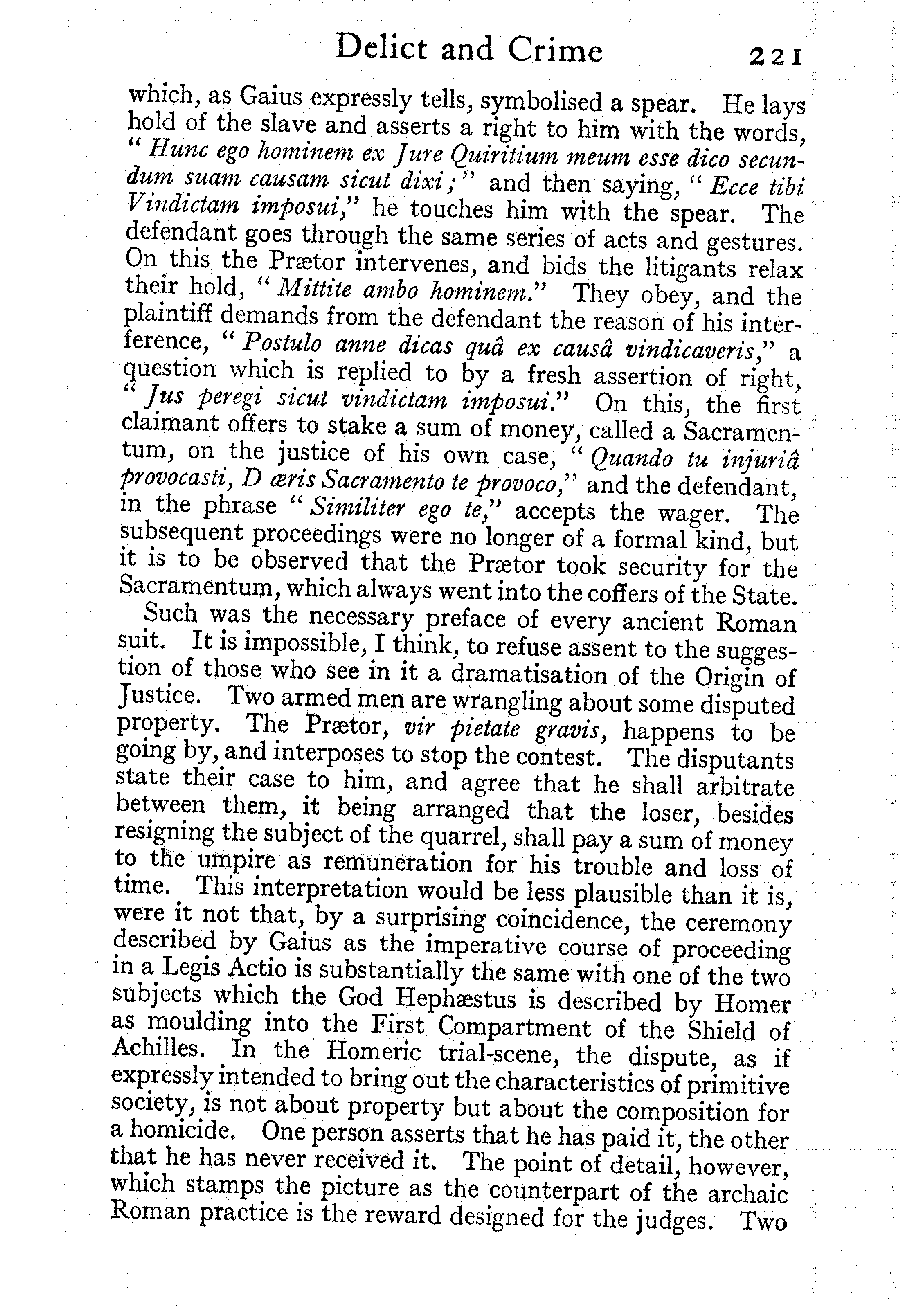 Delict and Crime 221
which, as Gaius expressly tells, symbolised a spear. He lays
hold of the slave and asserts a right to him with the words,
“ Hunc ego hominem ex Jure Quiritium meum esse dico secun-
dum suam causam sicut dixi ; ” and then saying, “ Ecce tibi
Vindictam imposui,” he touches him with the spear. The
defendant goes through the same series of acts and gestures.
On this the Prætor intervenes, and bids the litigants relax
their hold, “ Mittite ambo hominem.” They obey, and the
plaintiff demands from the defendant the reason of his inter-
ference, “ Postulo anne dicas quâ ex causâ vindicaveris,” a
question which is replied to by a fresh assertion of right,
“ Jus peregi sicut vindictam imposui.” On this, the first
claimant offers to stake a sum of money, called a Sacramen-
tum, on the justice of his own case, “ Quando tu injuriâ
provocasti, D æris Sacramento te provoco,” and the defendant,
in the phrase “ Similiter ego te,” accepts the wager. The
subsequent proceedings were no longer of a formal kind, but
it is to be observed that the Prætor took security for the
Sacramentum, which always went into the coffers of the State.
Such was the necessary preface of every ancient Roman
suit. It is impossible, I think, to refuse assent to the sugges-
tion of those who see in it a dramatisation of the Origin of
Justice. Two armed men are wrangling about some disputed
property. The Prætor, vir pietate gravis, happens to be
going by, and interposes to stop the contest. The disputants
state their case to him, and agree that he shall arbitrate
between them, it being arranged that the loser, besides
resigning the subject of the quarrel, shall pay a sum of money
to the umpire as remuneration for his trouble and loss of
time. This interpretation would be less plausible than it is,
were it not that, by a surprising coincidence, the ceremony
described by Gaius as the imperative course of proceeding
in a Legis Actio is substantially the same with one of the two
subjects which the God Hephæstus is described by Homer
as moulding into the First Compartment of the Shield of
Achilles. In the Homeric trial-scene, the dispute, as if
expressly intended to bring out the characteristics of primitive
society, is not about property but about the composition for
a homicide. One person asserts that he has paid it, the other
that he has never received it. The point of detail, however,
which stamps the picture as the counterpart of the archaic
Roman practice is the reward designed for the judges. Two